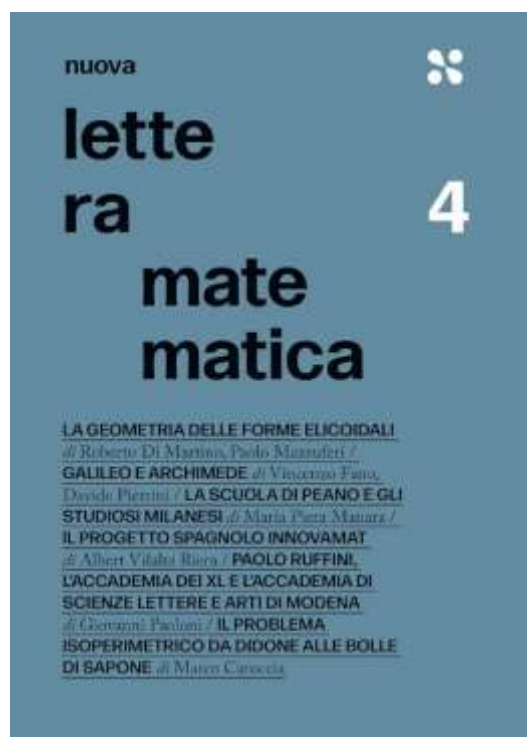 nuova
lette
ra
4
mate
matica
LA GEOMETRIA DELLE FORME ELICOIDALI
di Roberto Di Martino, Paolo Mazzuferi /
GALILEO E ARCHIMEDE di Vincenzo Fano,
Davide Pietrini / LA SCUOLA DI PEANO E GLI
STUDIOSI MILANESI di Maria Piera Manara /
IL PROGETTO SPAGNOLO INNOVAMAT
di Albert Vilalta Riera / PAOLO RUFFINI,
L'ACCADEMIA DEI XL E L'ACCADEMIA DI
SCIENZE LETTERE E ARTI DI MODENA
di Giovanni Paoloni / IL PROBLEMA
ISOPERIMETRICO DA DIDONE ALLE BOLLE
DI SAPONE di Marco Caroccia